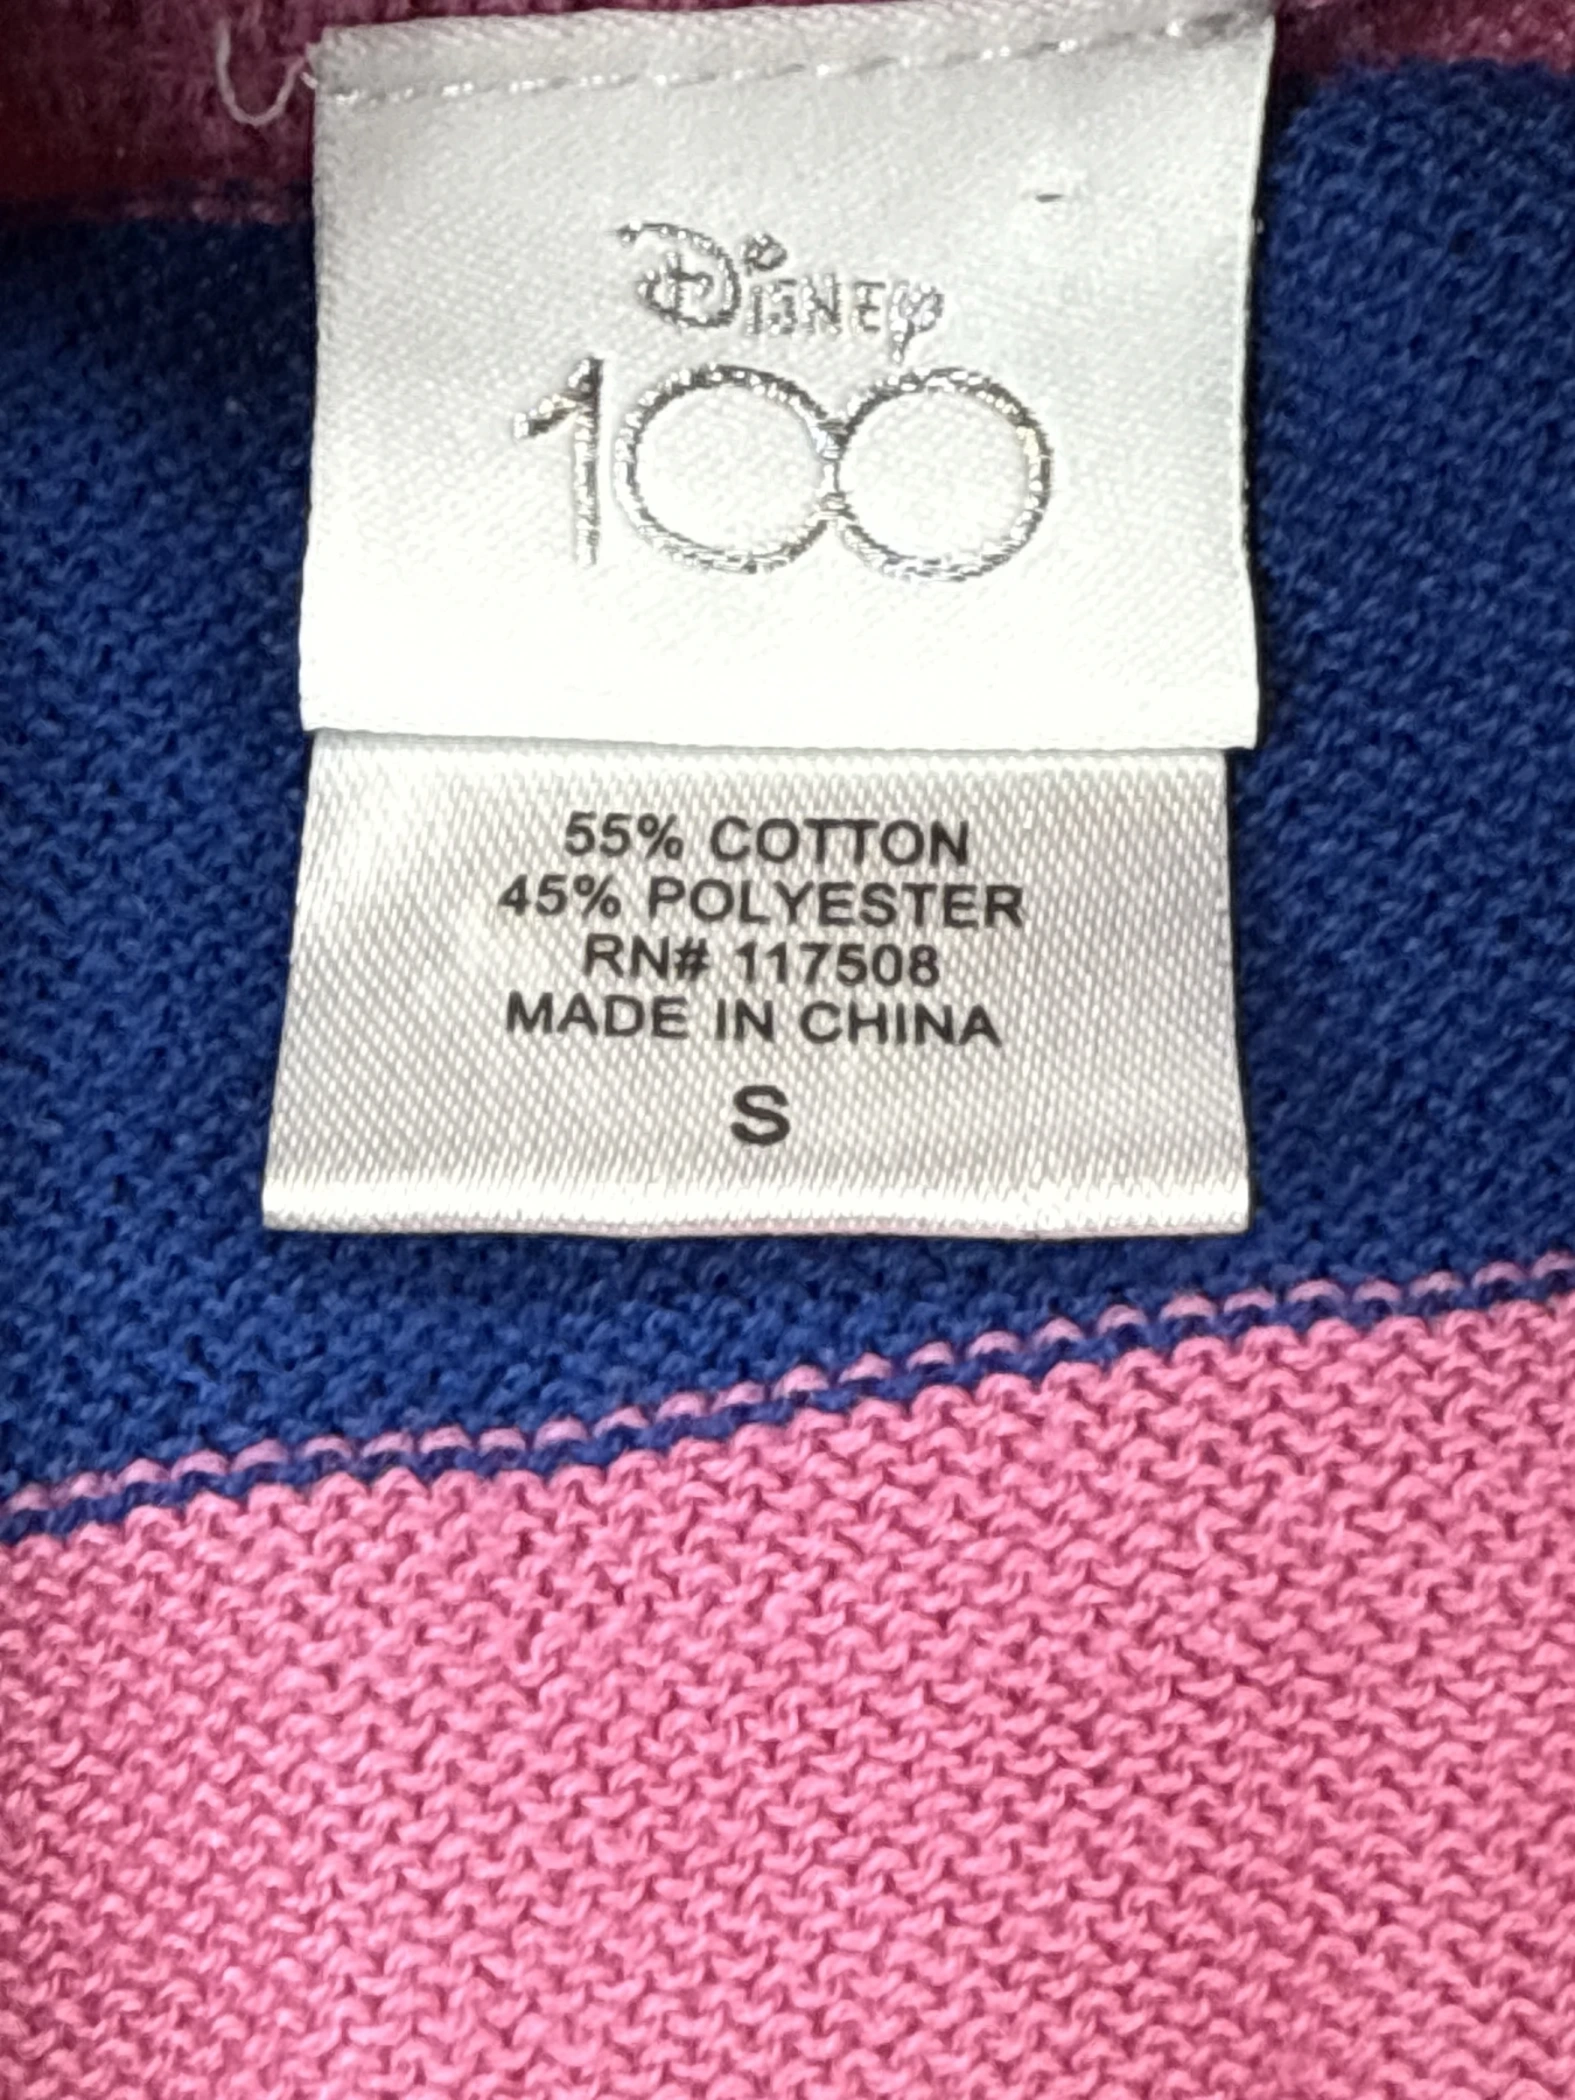 Disney
100
55% COTTON
45% POLYESTER
RN# 117508
MADE IN CHINA
S